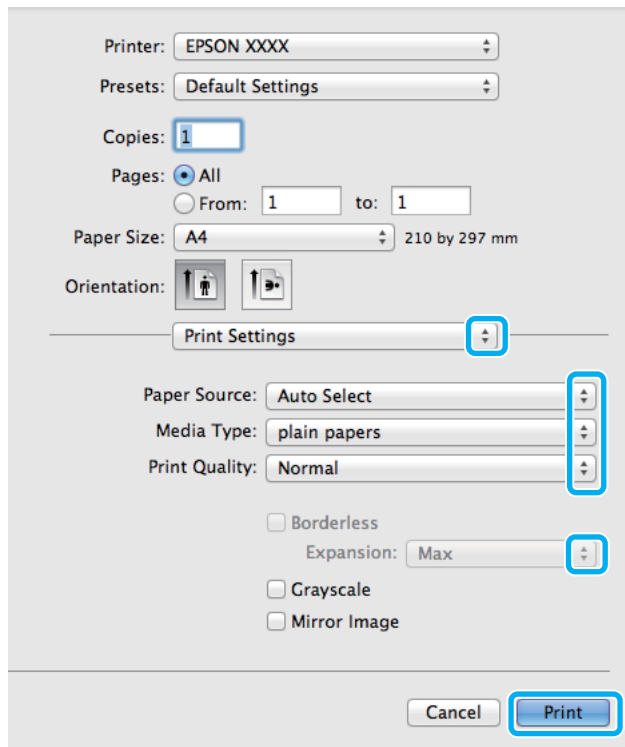 Printer: EPSON XXXX
Presets: Default Settings
Copies: 1
Pages: All
From: 1 to: 1
Paper Size: A4 210 by 297 mm
Orientation:
Print Settings
Paper Source: Auto Select
Media Type: plain papers
Print Quality: Normal
Borderless
Expansion: Max
Grayscale
Mirror Image
Cancel Print